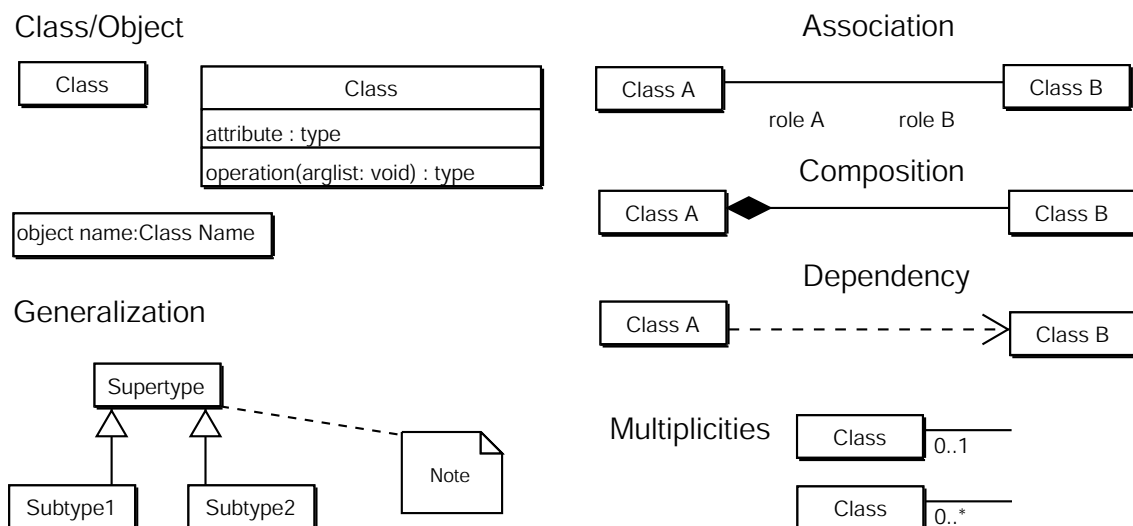 Class/Object
Class
Class
attribute : type
operation(arglist: void) : type
object name:Class Name
Generalization
Supertype
Note
Subtype1
Subtype2
Association
Class A
Class B
role A
role B
Composition
Class A
Class B
Dependency
Class A
Class B
Multiplicities
Class
0..1
Class
0..*